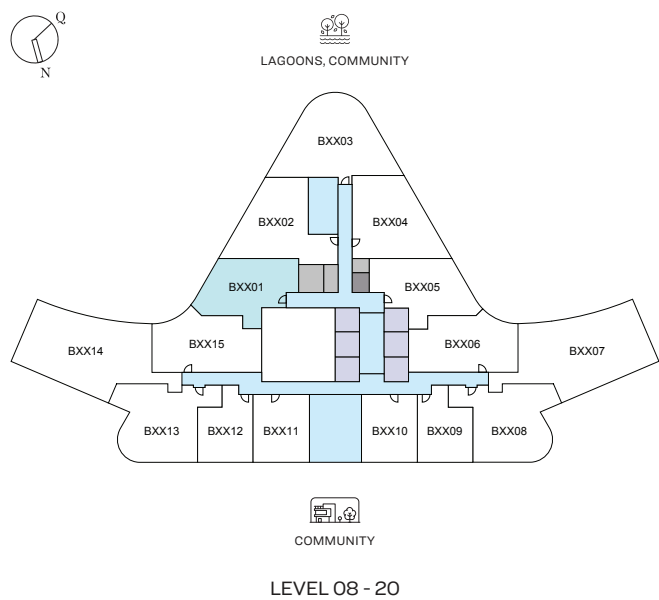 Q
N
LAGOONS, COMMUNITY
BXX03
BXX02
BXX04
BXX01
BXX05
BXX14
BXX15
BXX06
BXX07
BXX13
BXX12
BXX11
BXX10
BXX09
BXX08
COMMUNITY
LEVEL 08 - 20